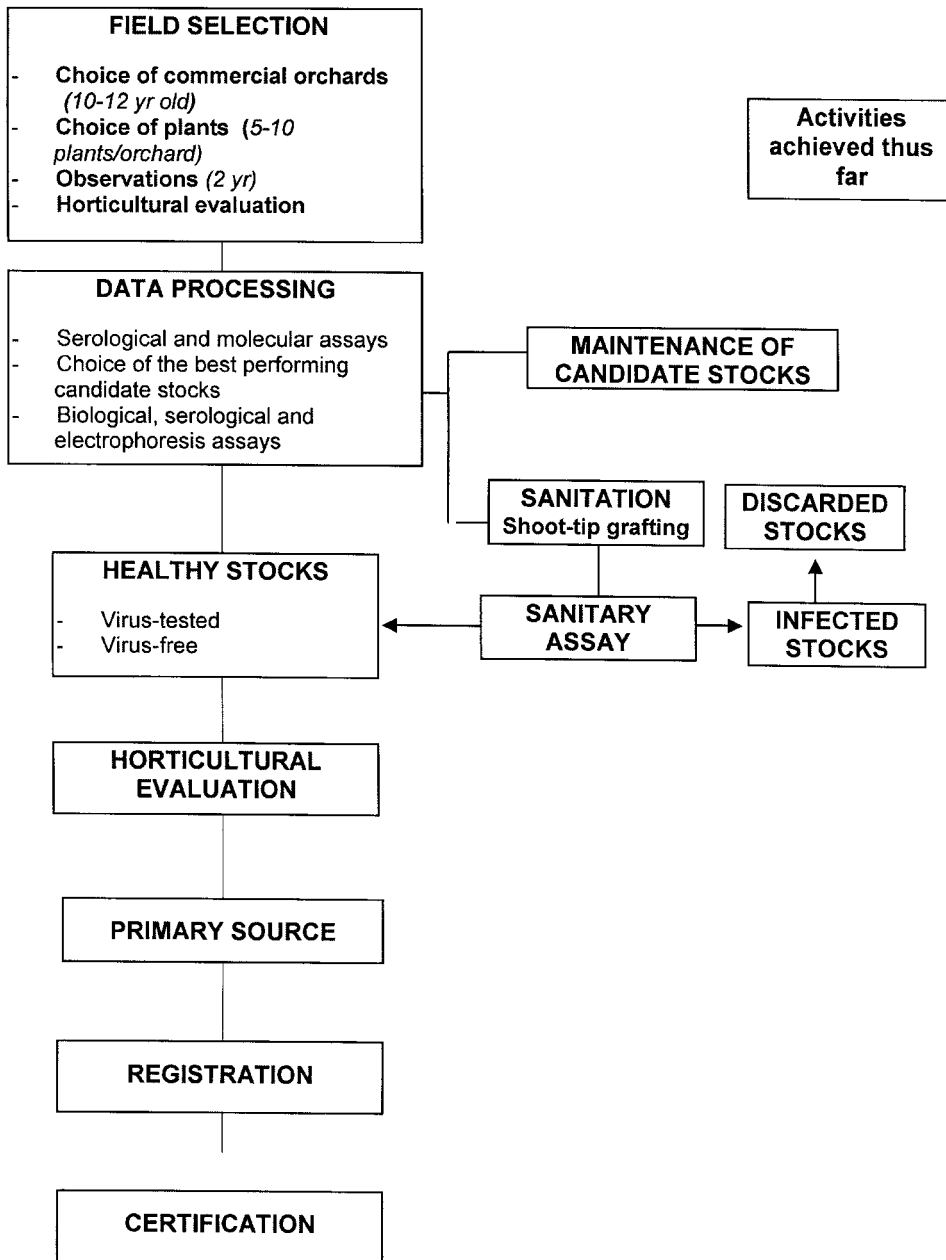 FIELD SELECTION
- Choice of commercial orchards
(10-12 yr old)
- Choice of plants (5-10
plants/orchard)
- Observations (2 yr)
- Horticultural evaluation
Activities
achieved thus
far
DATA PROCESSING
- Serological and molecular assays
- Choice of the best performing
candidate stocks
- Biological, serological and
electrophoresis assays
MAINTENANCE OF
CANDIDATE STOCKS
SANITATION
Shoot-tip grafting
DISCARDED
STOCKS
HEALTHY STOCKS
- Virus-tested
- Virus-free
SANITARY
ASSAY
INFECTED
STOCKS
HORTICULTURAL
EVALUATION
PRIMARY SOURCE
REGISTRATION
CERTIFICATION